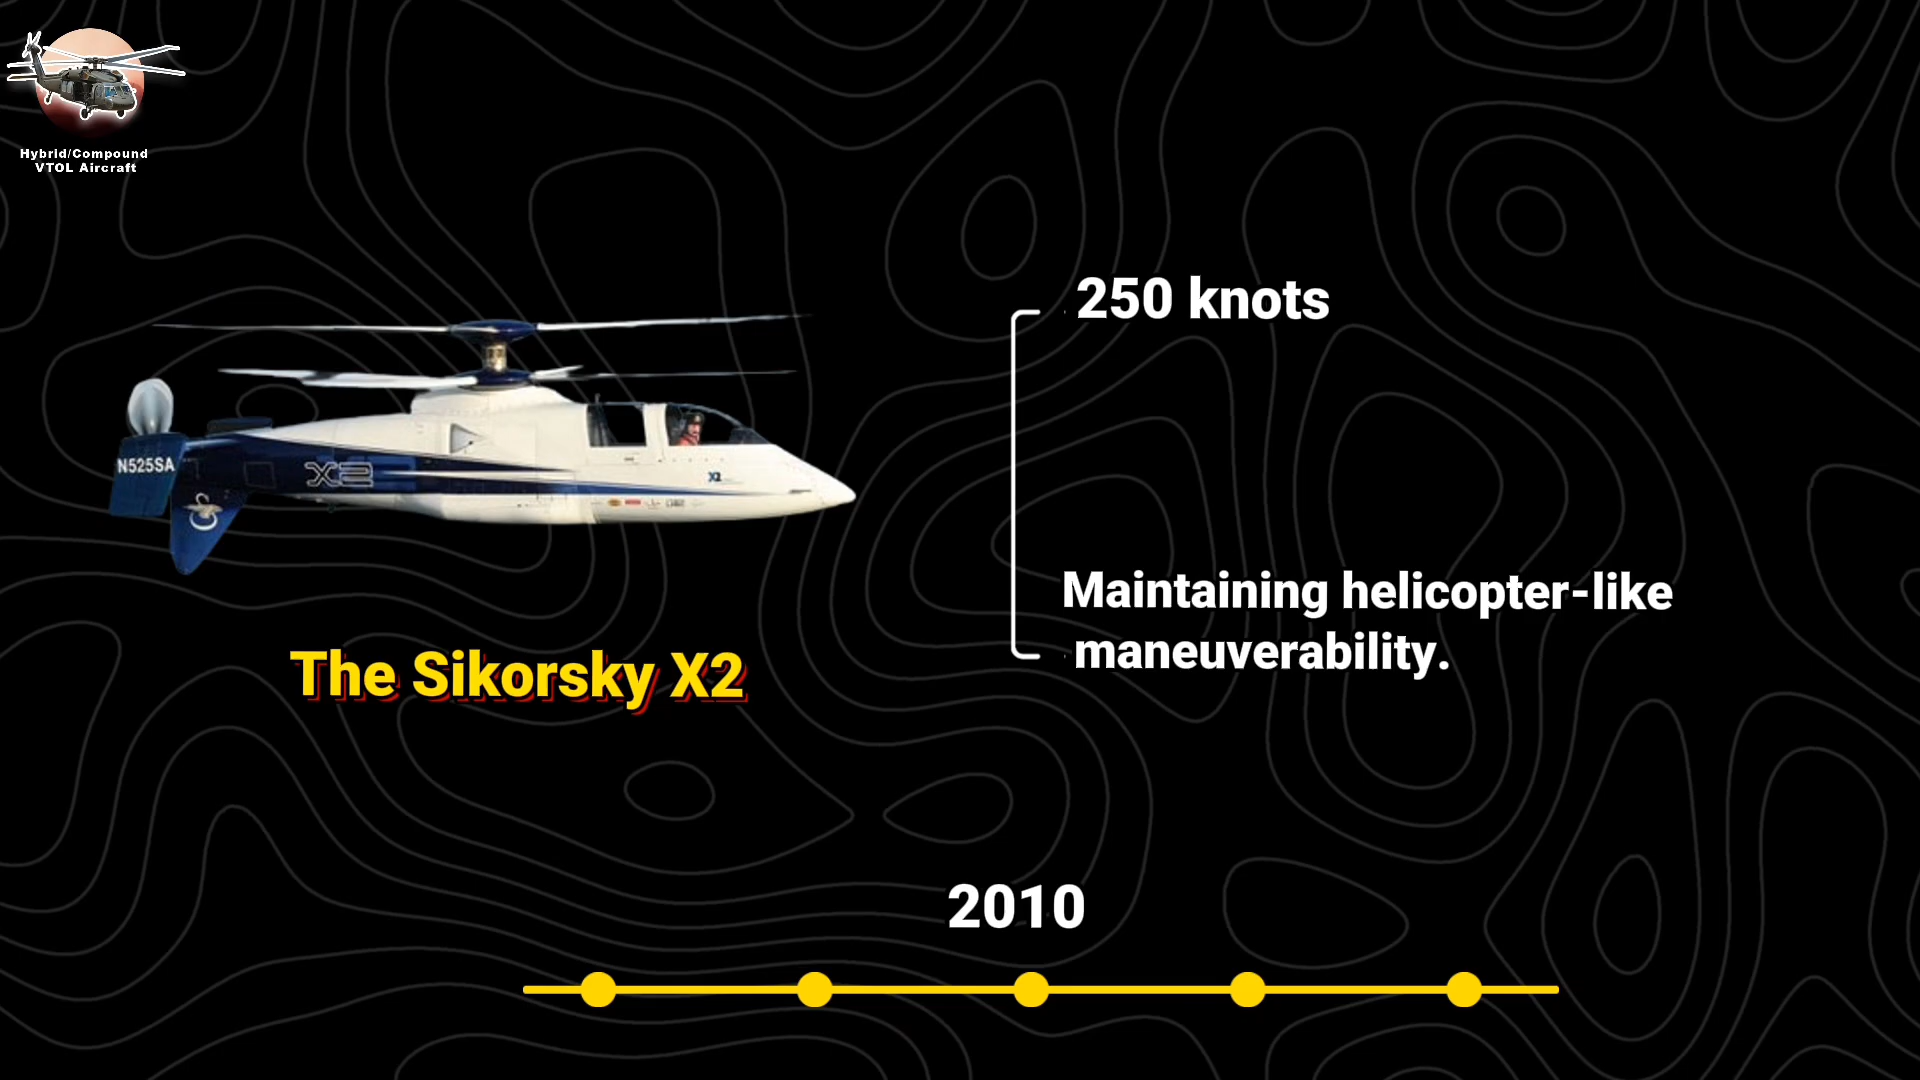 Hybrid/Compound
VTOL Aircraft
250 knots
N525SA
X2
X2
Maintaining helicopter-like
maneuverability.
The Sikorsky X2
2010